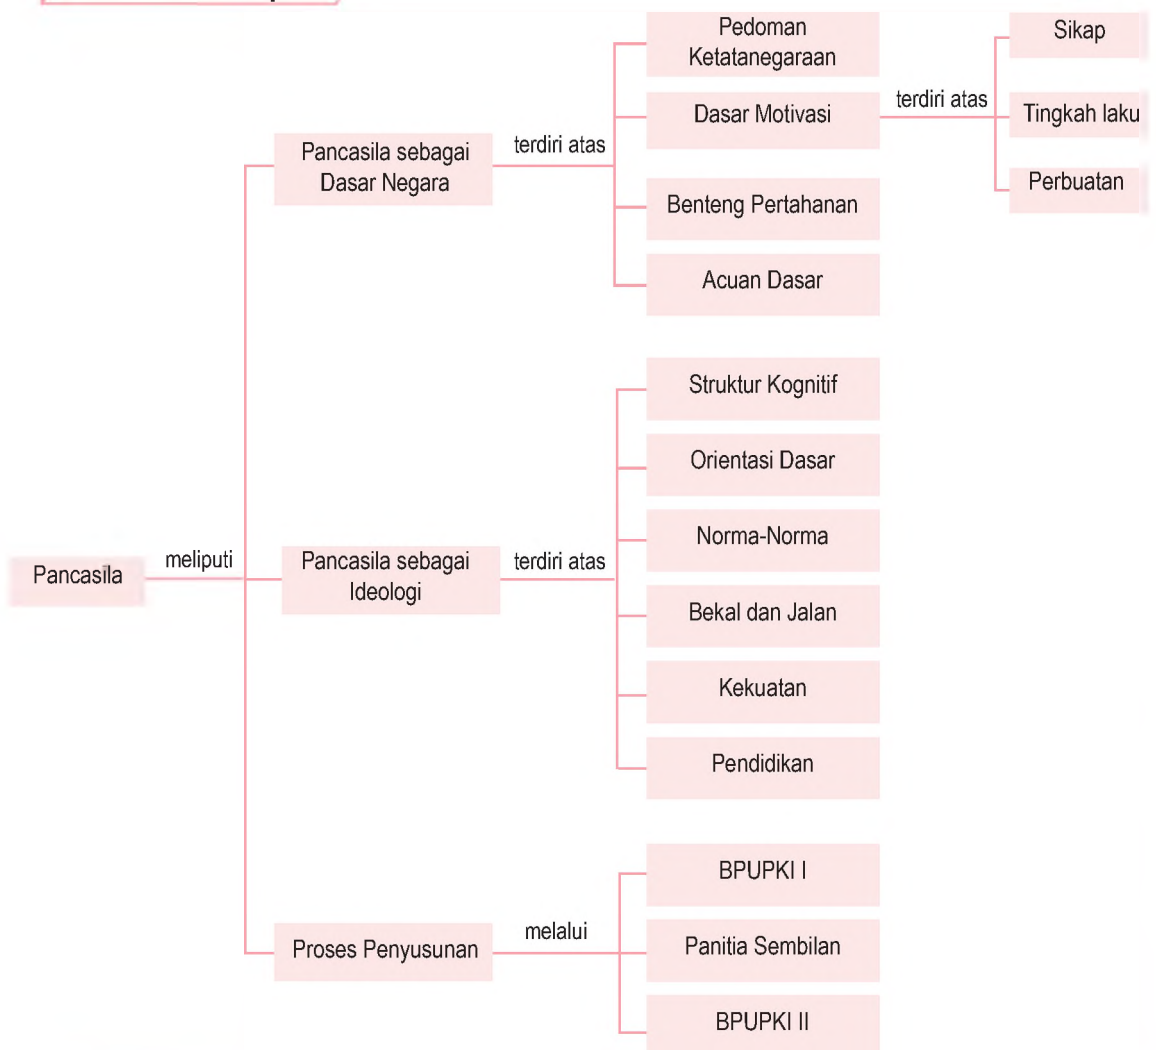 Pedoman
Ketatanegaraan
Sikap
terdiri atas
Dasar Motivasi
Tingkah laku
Pancasila sebagai
Dasar Negara
terdiri atas
Perbuatan
Benteng Pertahanan
Acuan Dasar
Struktur Kognitif
Orientasi Dasar
Norma-Norma
Pancasila
meliputi
Pancasila sebagai
Ideologi
terdiri atas
Bekal dan Jalan
Kekuatan
Pendidikan
BPUPKI I
Proses Penyusunan
melalui
Panitia Sembilan
BPUPKI II